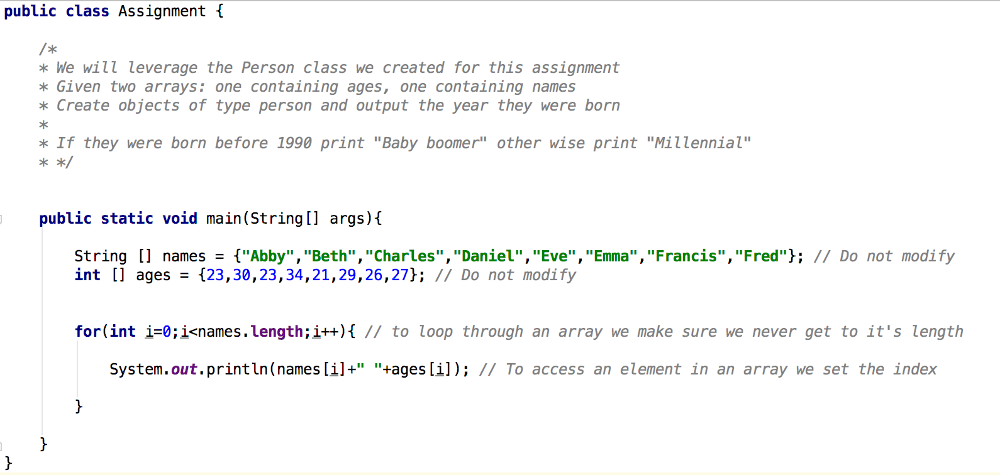 public class Assignment {
/*
* We will leverage the Person class we created for this assignment
* Given two arrays: one containing ages, one containing names
* Create objects of type person and output the year they were born
*
* If they were born before 1990 print "Baby boomer" other wise print "Millennial"
* */
public static void main(String[] args){
String [] names = {"Abby","Beth","Charles","Daniel","Eve","Emma","Francis","Fred"}; // Do not modify
int [] ages = {23,30,23,34,21,29,26,27}; // Do not modify
for(int i=0;i<names.length;i++){ // to loop through an array we make sure we never get to it's length
System.out.println(names[i]+" "+ages[i]); // To access an element in an array we set the index
}
}
}